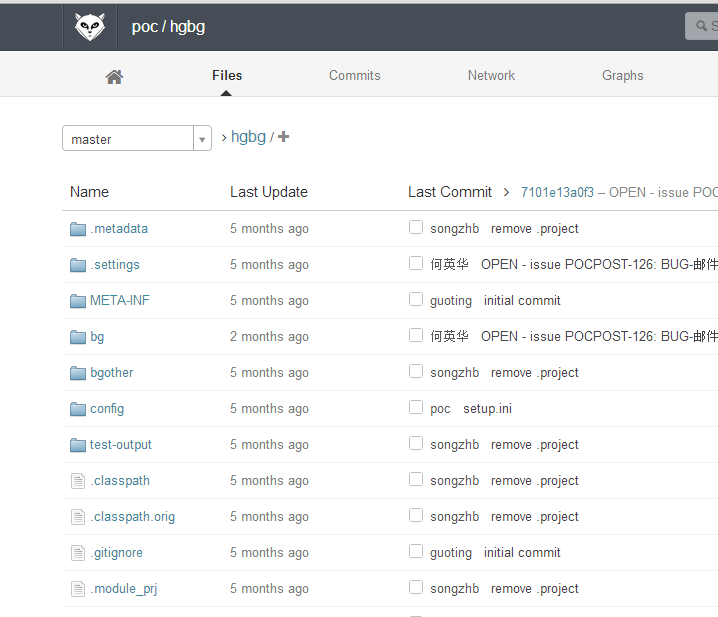 poc / hgbg S
Files Commits Network Graphs
master hgbg /
Name Last Update Last Commit > 7101e13a0f3 – OPEN - issue POC
.metadata 5 months ago songzhb remove .project
.settings 5 months ago 何英华 OPEN - issue POCPOST-126: BUG-邮件
META-INF 5 months ago guoting initial commit
bg 2 months ago 何英华 OPEN - issue POCPOST-126: BUG-邮件
bgother 5 months ago songzhb remove .project
config 5 months ago poc setup.ini
test-output 5 months ago songzhb remove .project
.classpath 5 months ago songzhb remove .project
.classpath.orig 5 months ago songzhb remove .project
.gitignore 5 months ago guoting initial commit
.module_prj 5 months ago songzhb remove .project